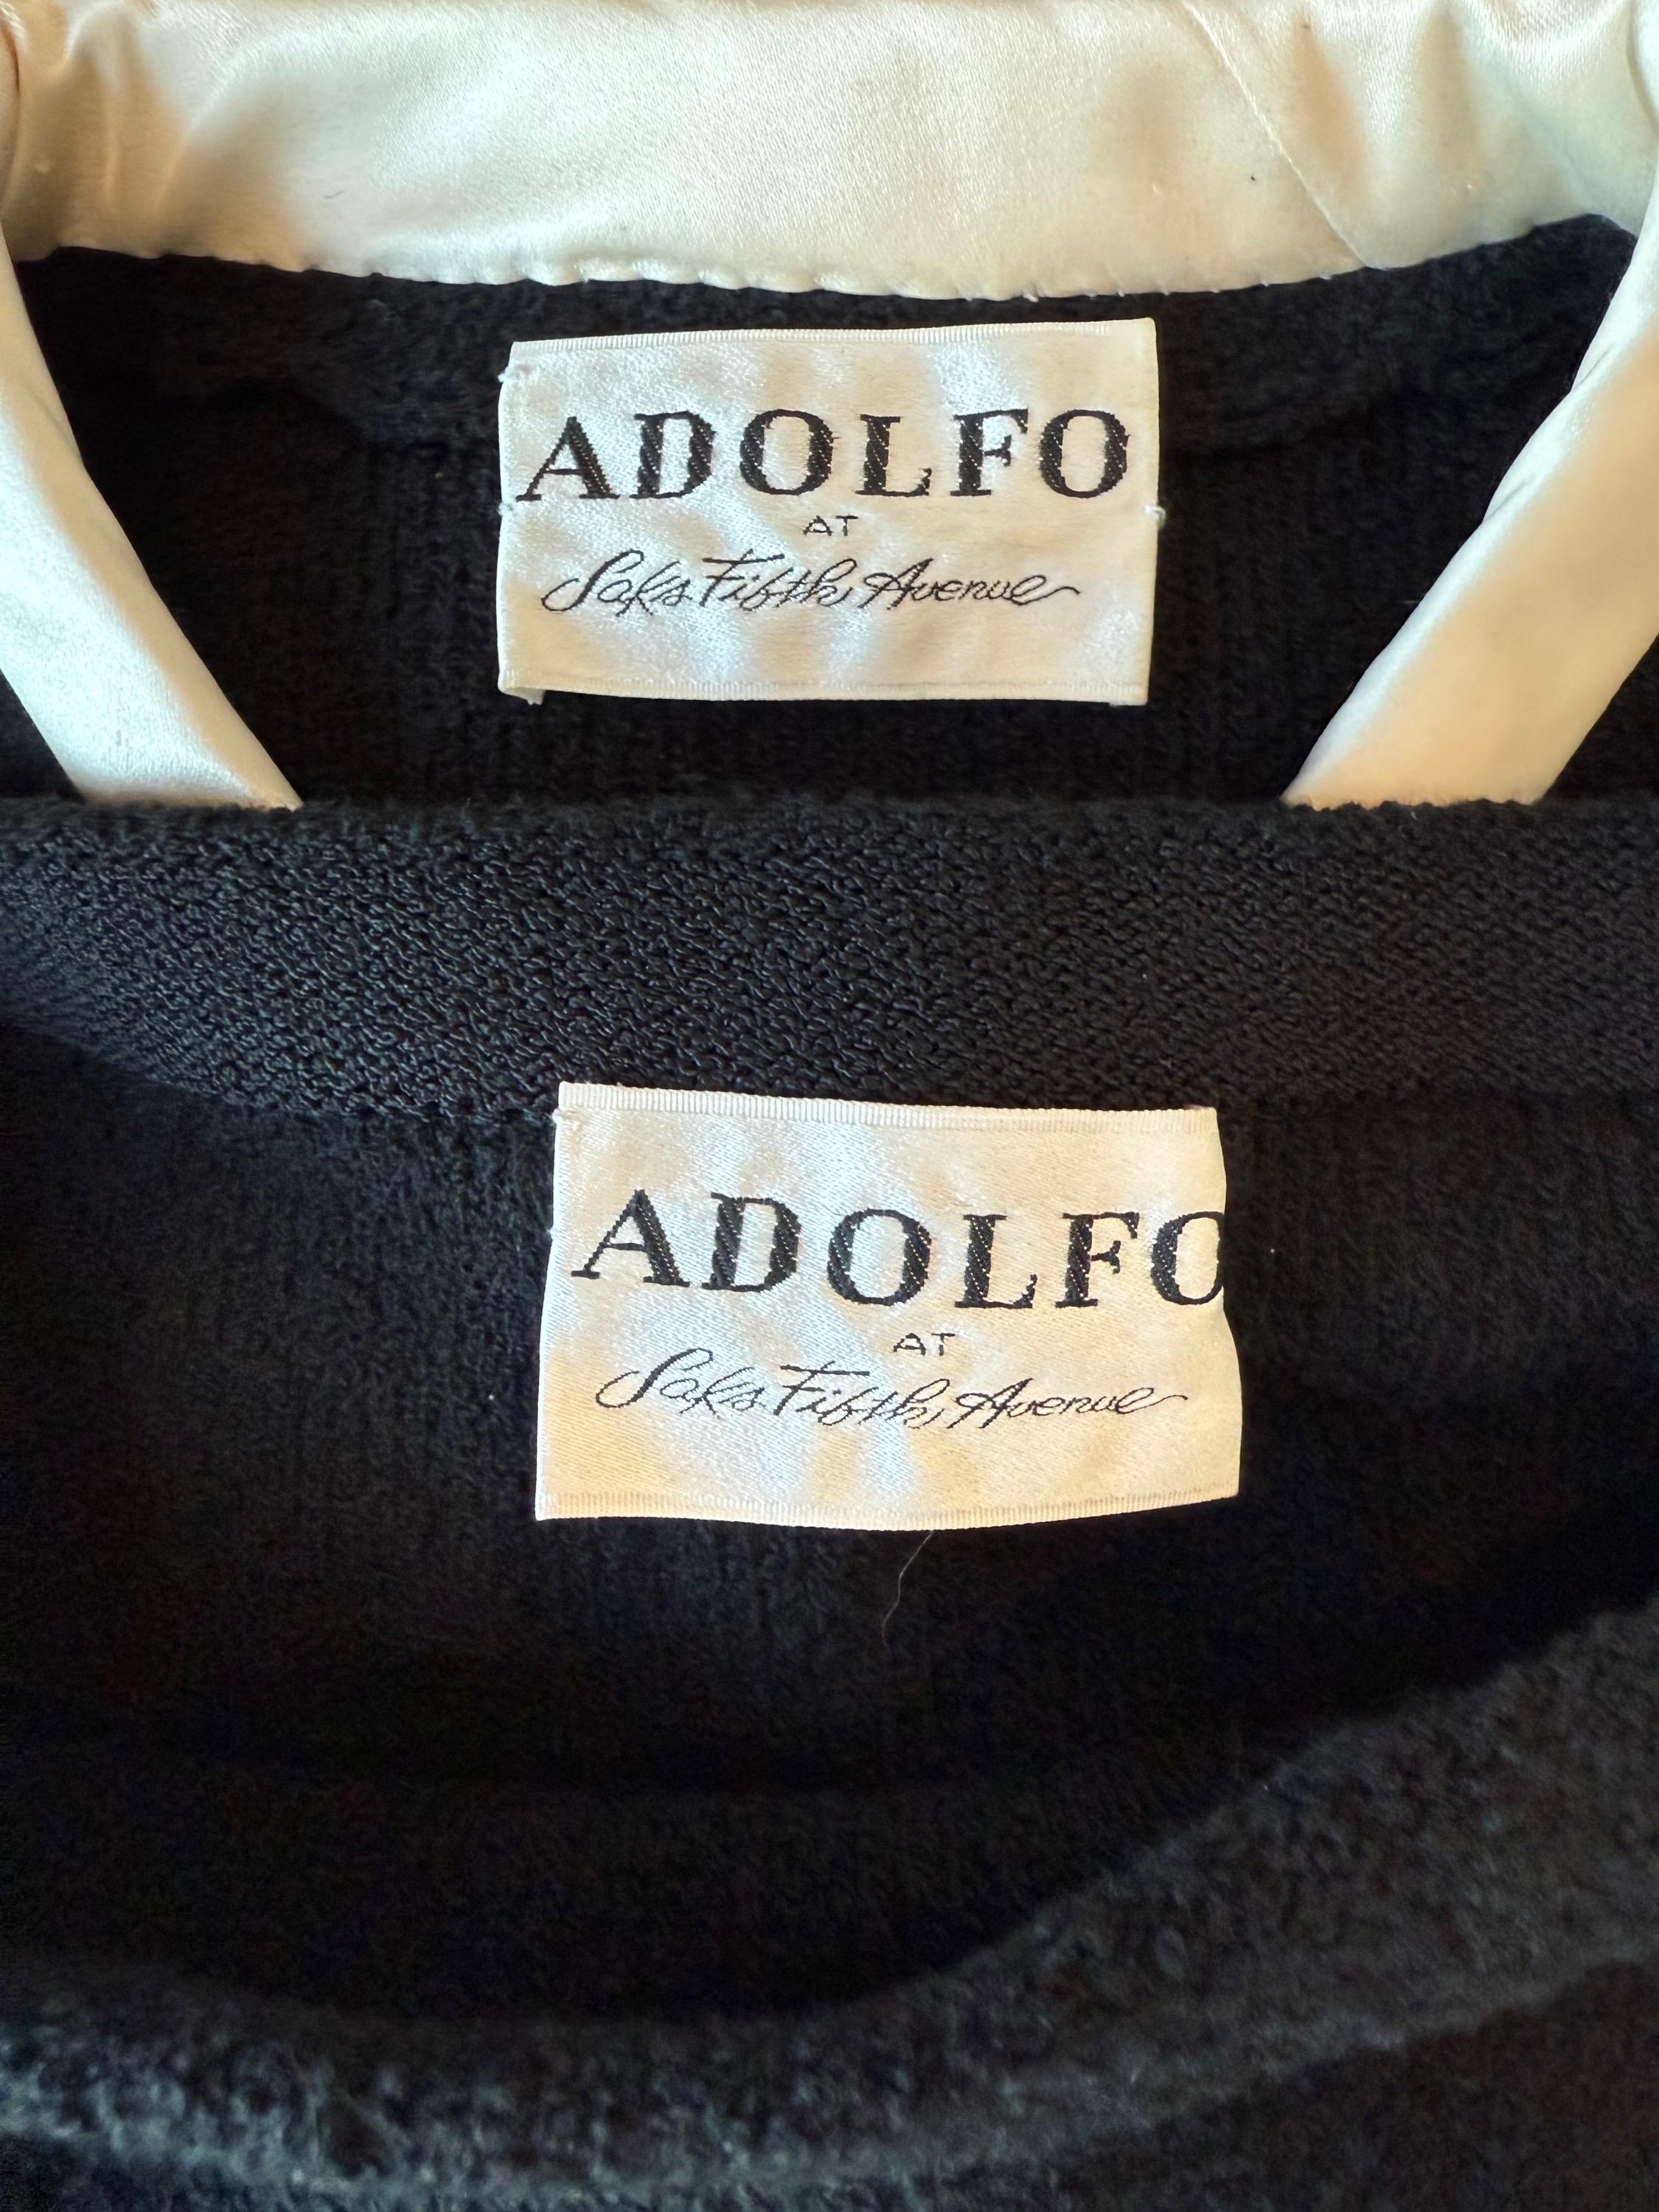 ADOLFO
AT
Saks Fifth Avenue
ADOLFO
AT
Saks Fifth Avenue